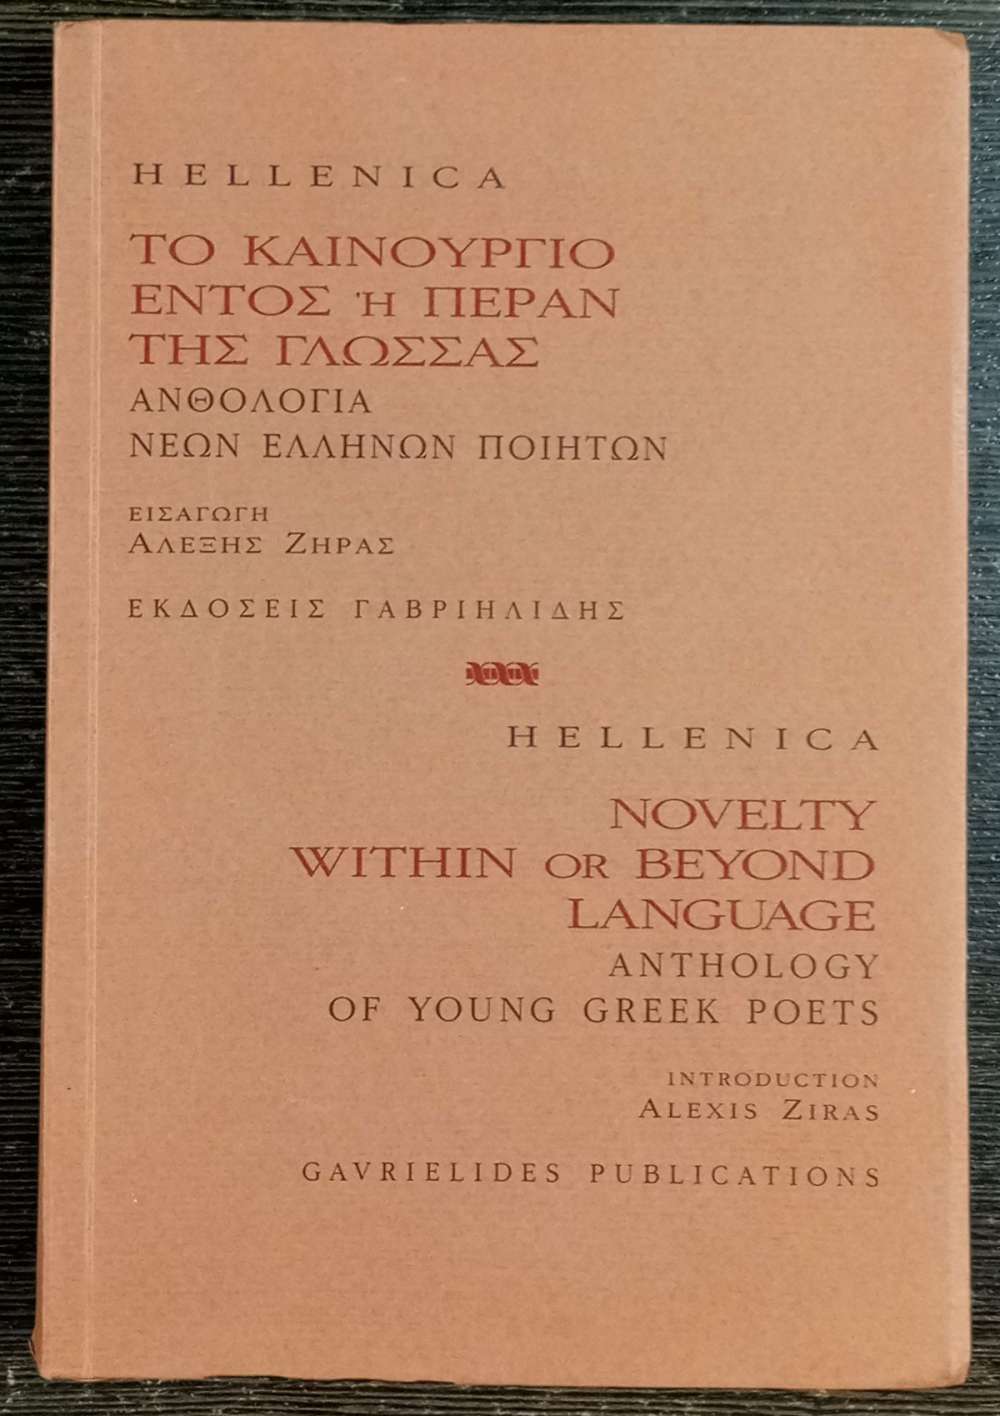 HELLENICA
ΤΟ ΚΑΙΝΟΥΡΓΙΟ
ΕΝΤΟΣ Ή ΠΕΡΑΝ
ΤΗΣ ΓΛΩΣΣΑΣ
ΑΝΘΟΛΟΓΙΑ
ΝΕΩΝ ΕΛΛΗΝΩΝ ΠΟΙΗΤΩΝ
ΕΙΣΑΓΩΓΗ
ΑΛΕΞΗΣ ΖΗΡΑΣ
ΕΚΔΟΣΕΙΣ ΓΑΒΡΙΗΛΙΔΗΣ
HELLENICA
NOVELTY
WITHIN OR BEYOND
LANGUAGE
ANTHOLOGY
OF YOUNG GREEK POETS
INTRODUCTION
ALEXIS ZIRAS
GAVRIELIDES PUBLICATIONS